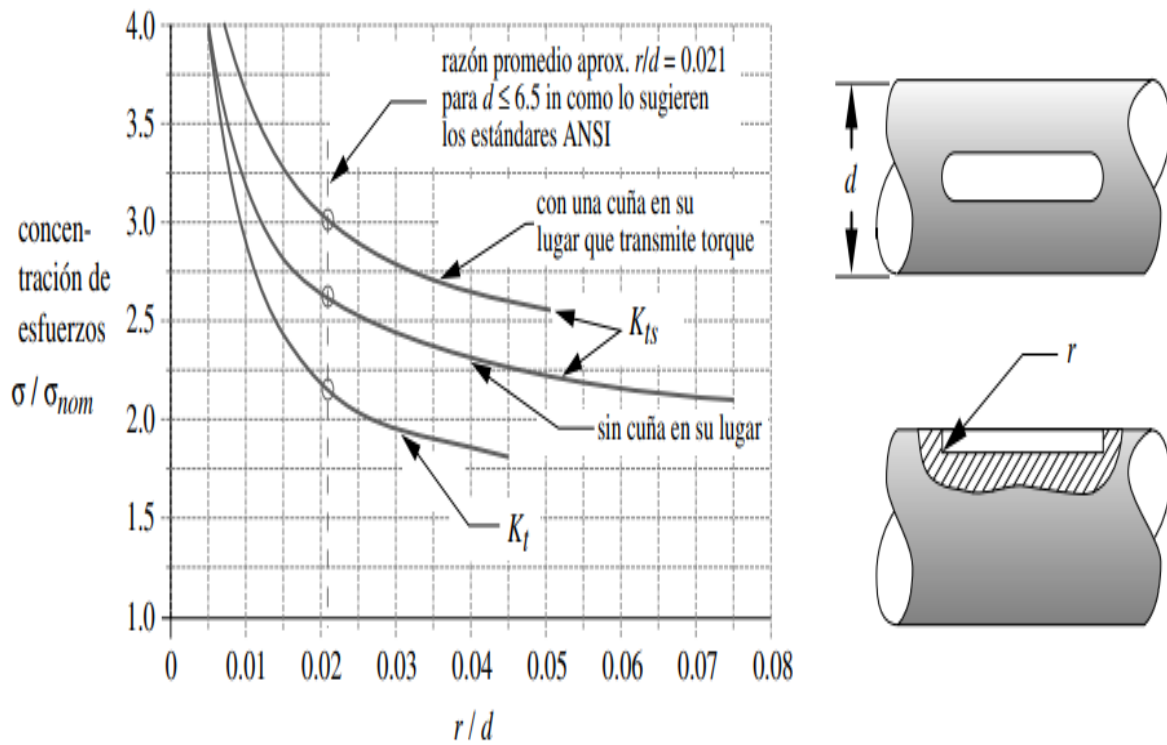 4.0
3.5
3.0
2.5
2.0
1.5
1.0
concen-
tración de
esfuerzos
σ / σnom
razón promedio aprox. r/d = 0.021
para d ≤ 6.5 in como lo sugieren
los estándares ANSI
con una cuña en su
lugar que transmite torque
Kts
sin cuña en su lugar
Kt
0 0.01 0.02 0.03 0.04 0.05 0.06 0.07 0.08
r / d
d
r